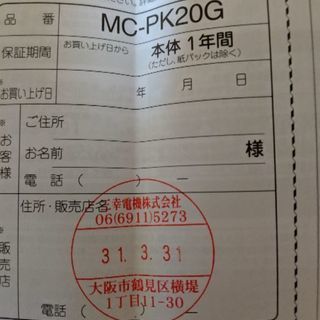 品番 MC-PK20G
保証期間 お買い上げ日から 本体1年間
(ただし、紙パックは除く)
※お買い上げ日 年 月 日
※お客様 ご住所
お名前 様
電話( )
※販売店 住所・販売店名
幸電機株式会社
06(6911)5273
31.3.31
大阪市鶴見区横堤
1丁目11-30
電話( )